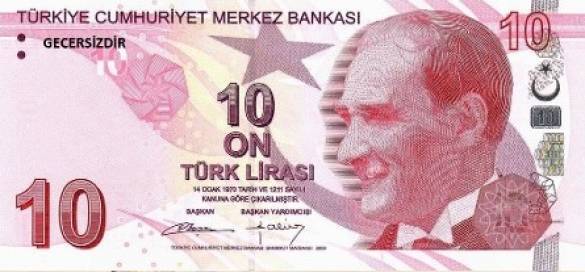 TÜRKİYE CUMHURİYET MERKEZ BANKASI
10
GECERSİZDİR
10
10
ON
TÜRK LİRASI
14 OCAK 1970 TARİH VE 1211 SAYILI
KANUNA GÖRE ÇIKARILMIŞTIR.
BAŞKAN BAŞKAN YARDIMCISI
10
TÜRKİYE CUMHURİYET MERKEZ BANKASI 2009